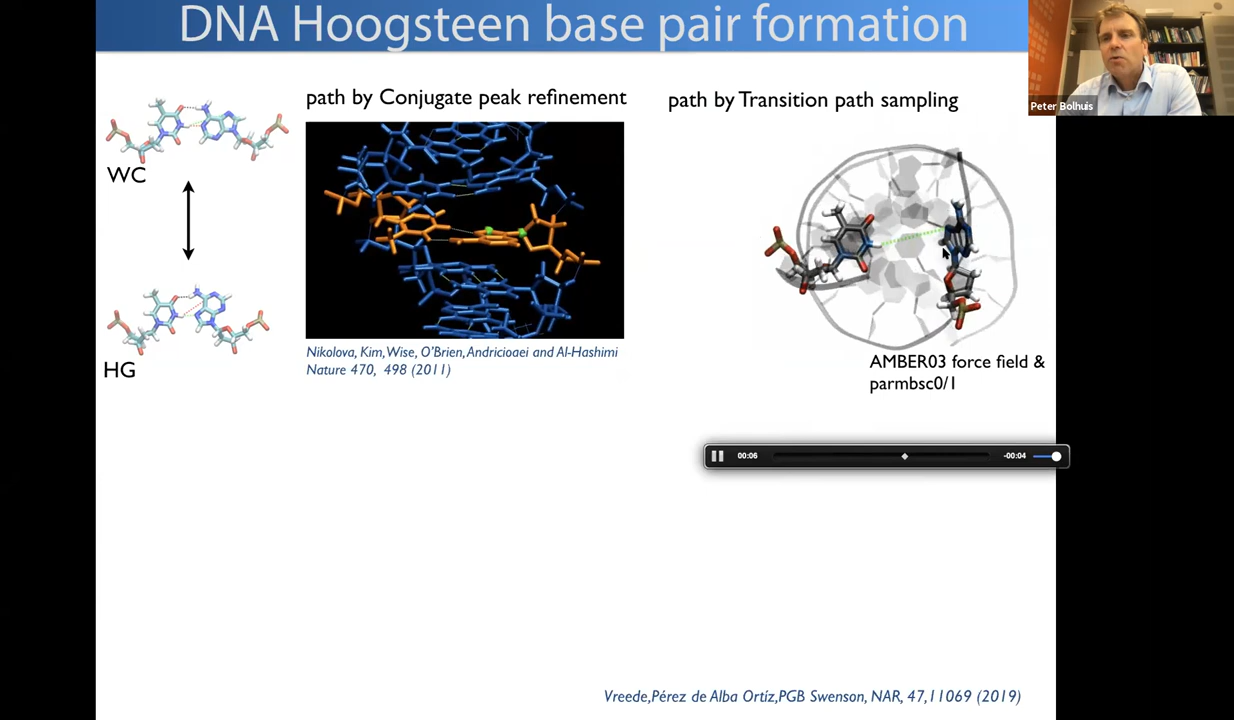 DNA Hoogsteen base pair formation
Peter Bolhuis
path by Conjugate peak refinement
path by Transition path sampling
WC
HG
Nikolova, Kim,Wise, O'Brien,Andricioaei and Al-Hashimi
Nature 470, 498 (2011)
AMBER03 force field &
parmbsc0/1
00:06
-00:04
Vreede,Pérez de Alba Ortíz,PGB Swenson, NAR, 47,11069 (2019)